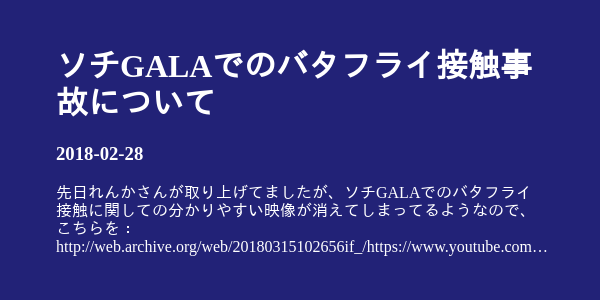 ソチGALAでのバタフライ接触事
故について
2018-02-28
先日れんかさんが取り上げてましたが、ソチGALAでのバタフライ
接触に関しての分かりやすい映像が消えてしまってるようなので、
こちらを：
http://web.archive.org/web/20180315102656if_/https://www.youtube.com…